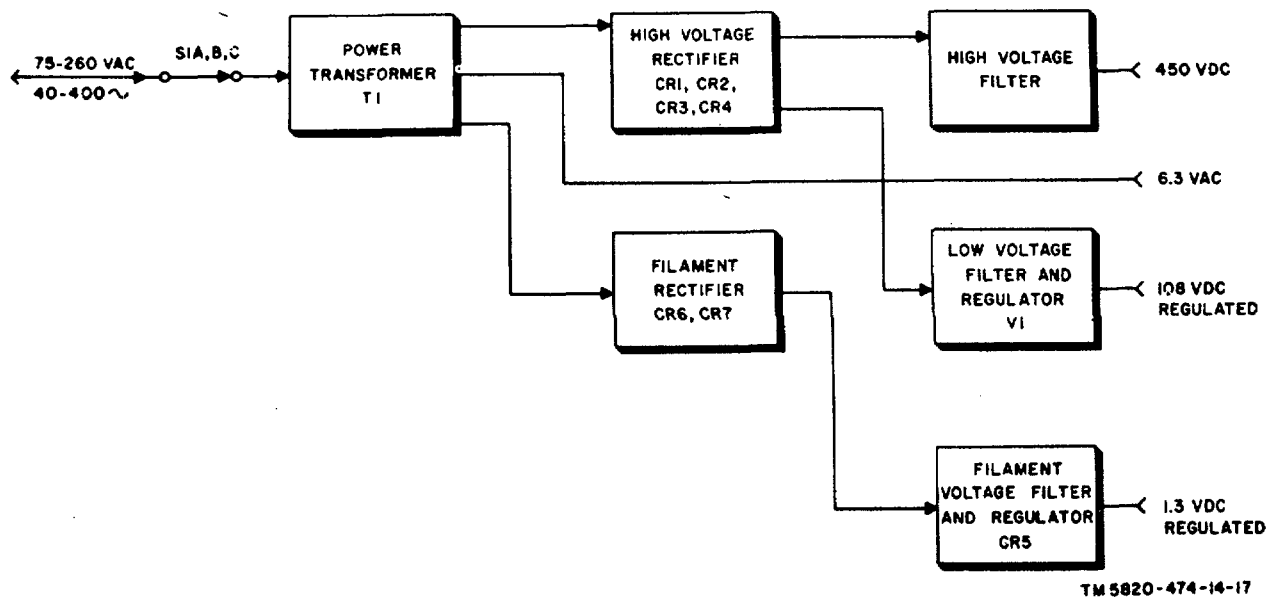 75-260 VAC
40-400∿
S1A,B,C
POWER
TRANSFORMER
T1
HIGH VOLTAGE
RECTIFIER
CR1, CR2,
CR3, CR4
HIGH VOLTAGE
FILTER
450 VDC
6.3 VAC
FILAMENT
RECTIFIER
CR6, CR7
LOW VOLTAGE
FILTER AND
REGULATOR
V1
108 VDC
REGULATED
FILAMENT
VOLTAGE FILTER
AND REGULATOR
CR5
1.3 VDC
REGULATED
TM 5820-474-14-17